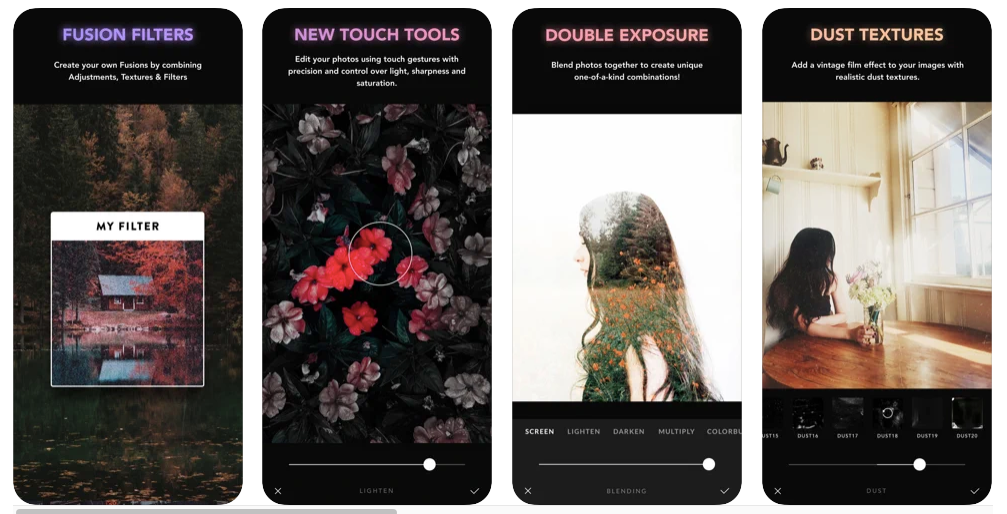 FUSION FILTERS
Create your own Fusions by combining
Adjustments, Textures & Filters
MY FILTER
NEW TOUCH TOOLS
Edit your photos using touch gestures with
precision and control over light, sharpness and
saturation.
LIGHTEN
DOUBLE EXPOSURE
Blend photos together to create unique
one-of-a-kind combinations!
SCREEN LIGHTEN DARKEN MULTIPLY COLORBU
BLENDING
DUST TEXTURES
Add a vintage film effect to your images with
realistic dust textures.
UST15 DUST16 DUST17 DUST18 DUST19 DUST20
DUST